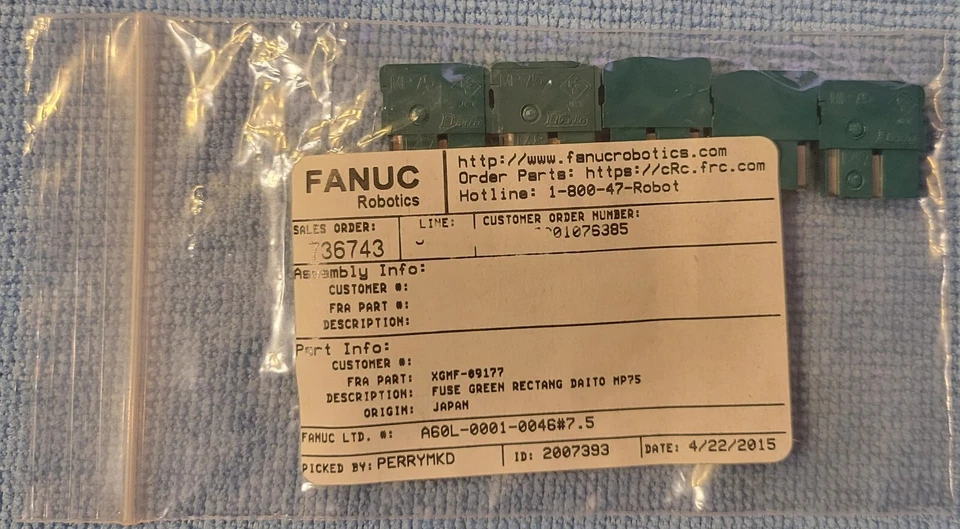 FANUC
Robotics
http://www.fanucrobotics.com
Order Parts: https://cRc.frc.com
Hotline: 1-800-47-Robot
SALES ORDER:
736743
LINE:
CUSTOMER ORDER NUMBER:
01076385
Assembly Info:
CUSTOMER #:
FRA PART #:
DESCRIPTION:
Part Info:
CUSTOMER #:
FRA PART: XGMF-09177
DESCRIPTION: FUSE GREEN RECTANG DAITO MP75
ORIGIN: JAPAN
FANUC LTD. #: A60L-0001-0046#7.5
PICKED BY: PERRYMKD
ID: 2007393
DATE: 4/22/2015